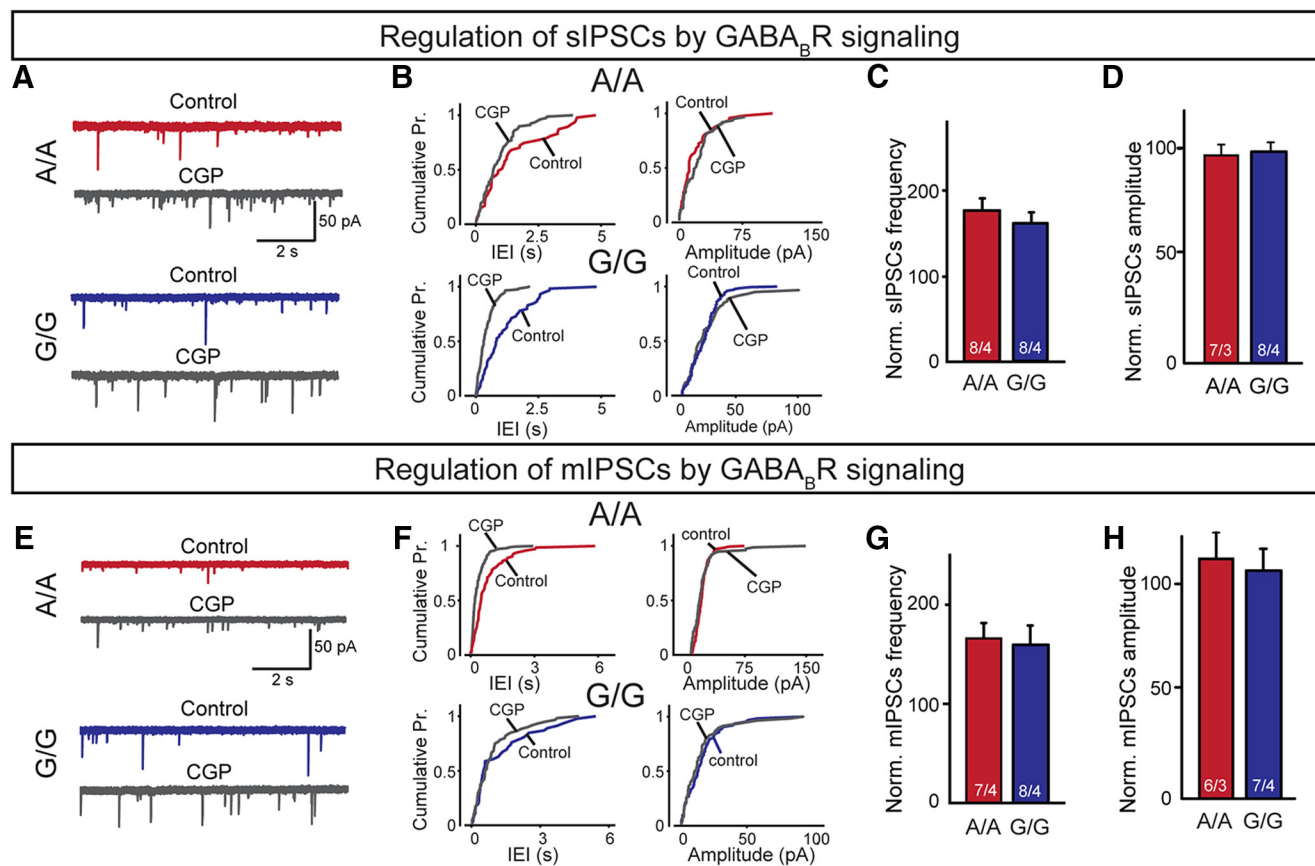 Regulation of sIPSCs by GABABR signaling
A
A/A
Control
CGP
50 pA
2 s
G/G
Control
CGP
B
A/A
Cumulative Pr.
1
0.5
0
CGP
Control
0 2.5 5
IEI (s)
1
0.5
0
Control
CGP
0 75 150
Amplitude (pA)
G/G
Cumulative Pr.
1
0.5
0
CGP
Control
0 2.5 5
IEI (s)
1
0.5
0
Control
CGP
0 50 100
Amplitude (pA)
C
Norm. sIPSCs frequency
200
100
0
8/4 8/4
A/A G/G
D
Norm. sIPSCs amplitude
100
50
0
7/3 8/4
A/A G/G
Regulation of mIPSCs by GABABR signaling
E
A/A
Control
CGP
50 pA
2 s
G/G
Control
CGP
F
A/A
Cumulative Pr.
1
0.5
0
CGP
Control
0 3 6
IEI (s)
1
0.5
0
control
CGP
0 75 150
Amplitude (pA)
G/G
Cumulative Pr.
1
0.5
0
CGP
Control
0 3 6
IEI (s)
1
0.5
0
CGP
control
0 50 100
Amplitude (pA)
G
Norm. mIPSCs frequency
200
100
0
7/4 8/4
A/A G/G
H
Norm. mIPSCs amplitude
100
50
0
6/3 7/4
A/A G/G